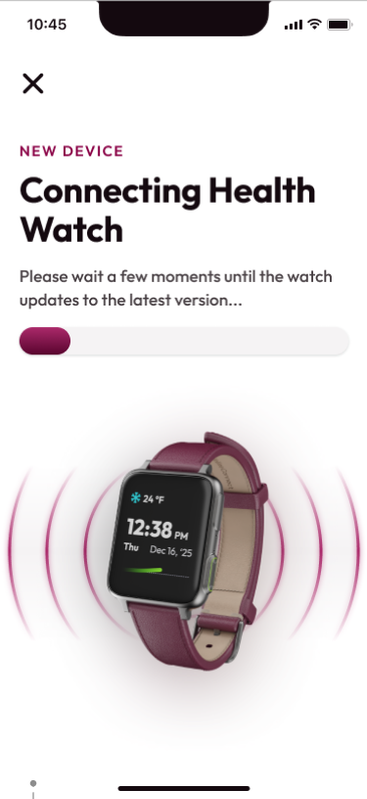 10:45
NEW DEVICE
Connecting Health
Watch
Please wait a few moments until the watch
updates to the latest version...
24 °F
12:38 PM
Thu Dec 16, '25